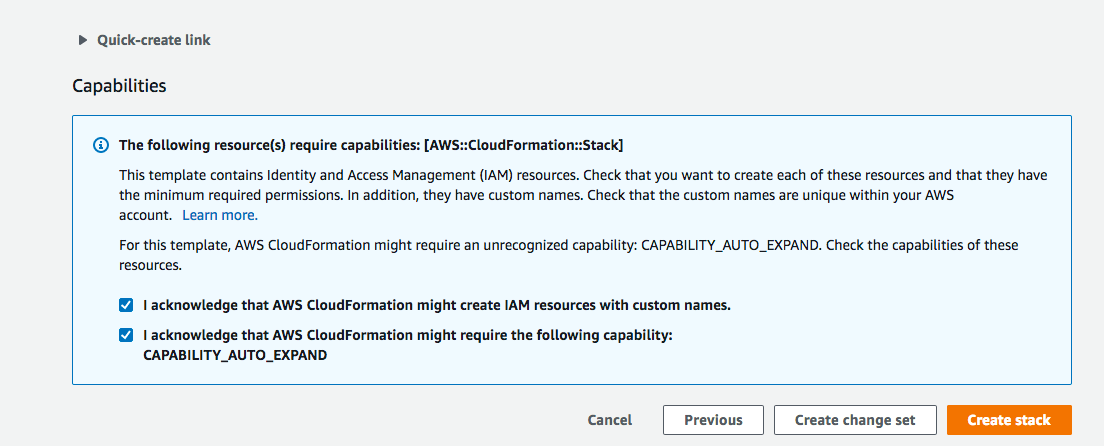 Quick-create link
Capabilities
The following resource(s) require capabilities: [AWS::CloudFormation::Stack]
This template contains Identity and Access Management (IAM) resources. Check that you want to create each of these resources and that they have
the minimum required permissions. In addition, they have custom names. Check that the custom names are unique within your AWS
account. Learn more.
For this template, AWS CloudFormation might require an unrecognized capability: CAPABILITY_AUTO_EXPAND. Check the capabilities of these
resources.
I acknowledge that AWS CloudFormation might create IAM resources with custom names.
I acknowledge that AWS CloudFormation might require the following capability:
CAPABILITY_AUTO_EXPAND
Cancel Previous Create change set Create stack